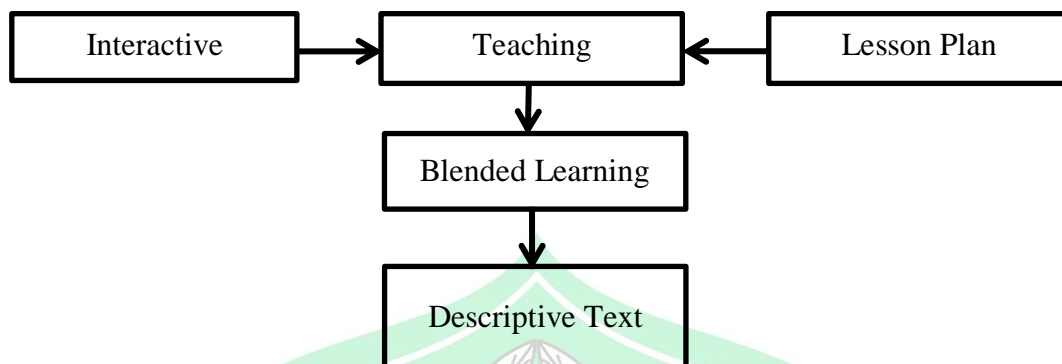 Interactive
Teaching
Lesson Plan
Blended Learning
Descriptive Text